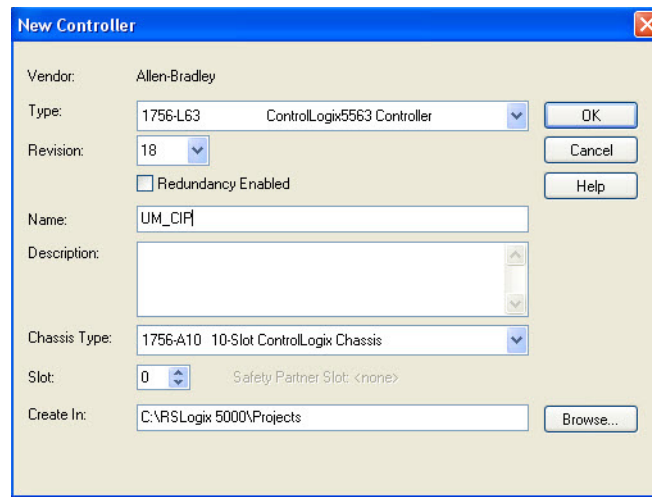 New Controller
Vendor: Allen-Bradley
Type: 1756-L63 ControlLogix5563 Controller
OK
Revision: 18
Cancel
Redundancy Enabled
Help
Name: UM_CIP
Description:
Chassis Type: 1756-A10 10-Slot ControlLogix Chassis
Slot: 0 Safety Partner Slot: <none>
Create In: C:\RSLogix 5000\Projects
Browse...